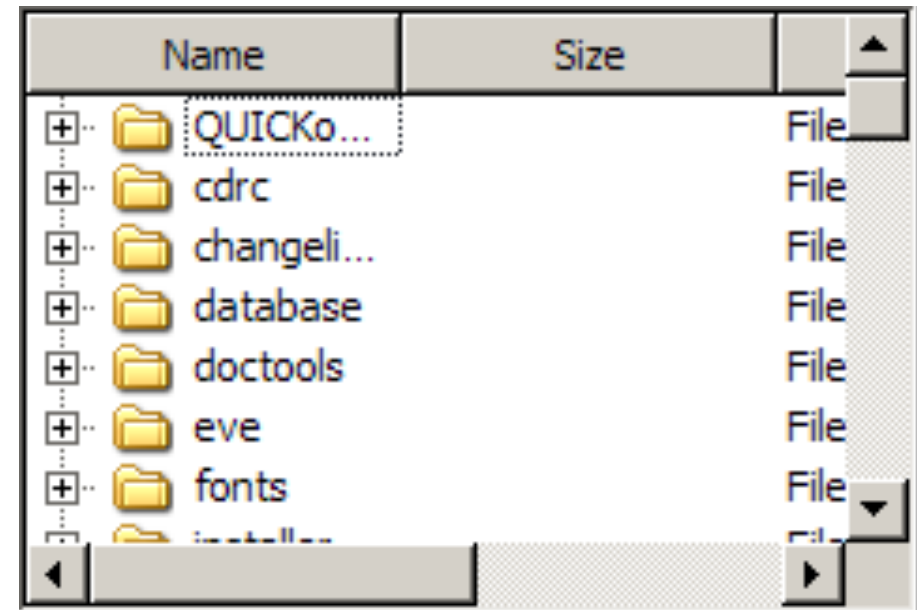 Name Size
QUICKo... File
cdrc File
changeli... File
database File
doctools File
eve File
fonts File